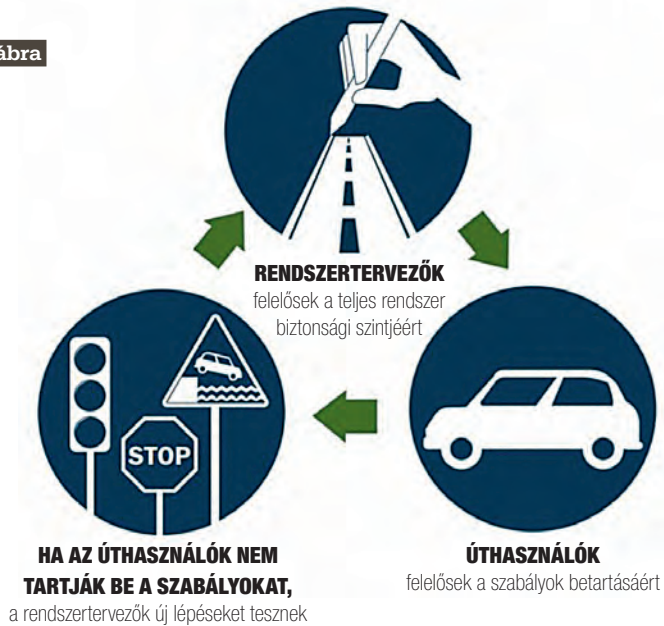 ábra
RENDSZERTERVEZŐK
felelősek a teljes rendszer
biztonsági szintjéért
STOP
HA AZ ÚTHASZNÁLÓK NEM
TARTJÁK BE A SZABÁLYOKAT,
a rendszertervezők új lépéseket tesznek
ÚTHASZNÁLÓK
felelősek a szabályok betartásáért